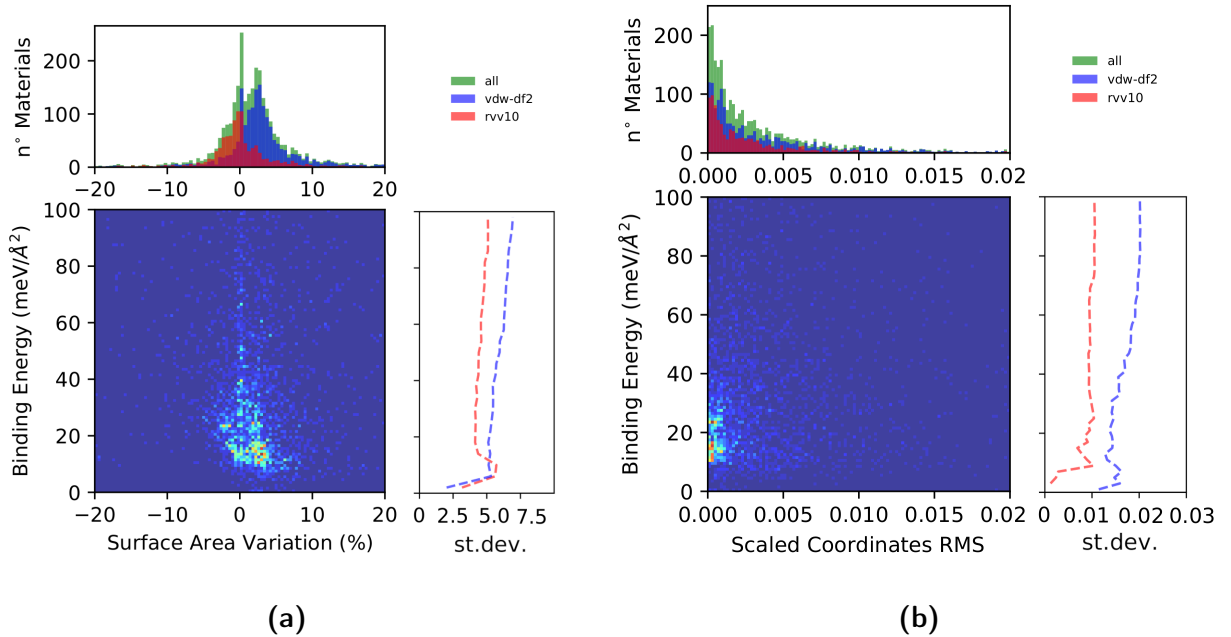 n° Materials
200
100
0
−20
−10
0
10
20
all
vdw-df2
rvv10
Binding Energy (meV/Å²)
100
80
60
40
20
0
−20
−10
0
10
20
Surface Area Variation (%)
0
2.5
5.0
7.5
st.dev.
(a)
n° Materials
200
100
0
0.000
0.005
0.010
0.015
0.02
all
vdw-df2
rvv10
Binding Energy (meV/Å²)
100
80
60
40
20
0
0.000
0.005
0.010
0.015
0.02
Scaled Coordinates RMS
0
0.01
0.02
0.03
st.dev.
(b)